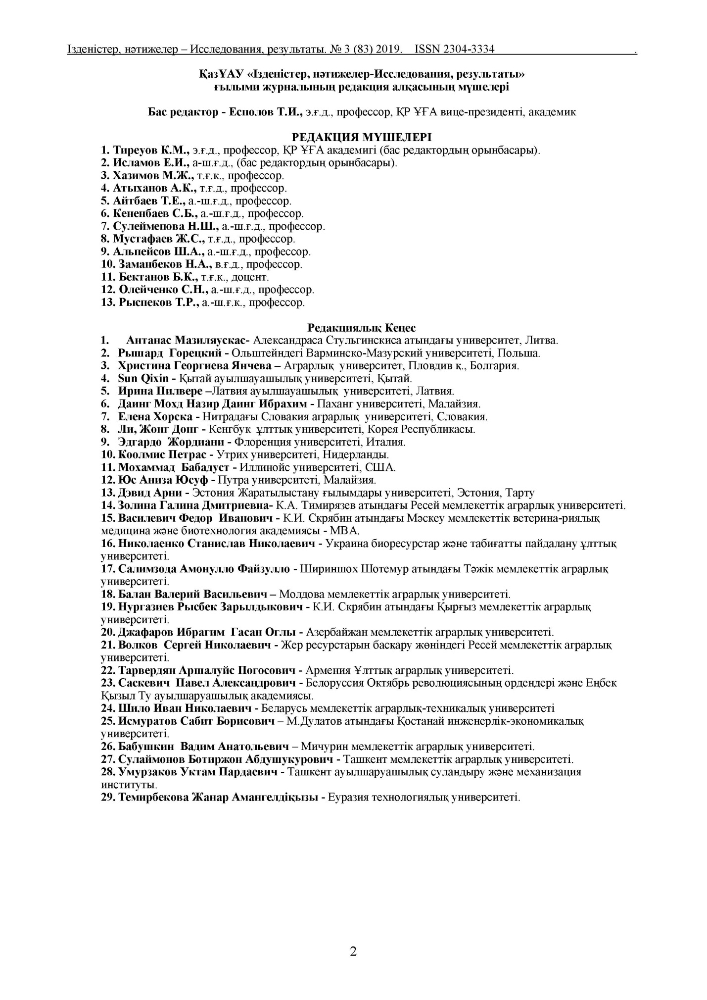 Ізденістер, нәтижелер – Исследования, результаты. № 3 (83) 2019. ISSN 2304-3334 .
ҚазҰАУ «Ізденістер, нәтижелер-Исследования, результаты»
ғылыми журналының редакция алқасының мүшелері
Бас редактор - Есполов Т.И., э.ғ.д., профессор, ҚР ҰҒА вице-президенті, академик
РЕДАКЦИЯ МҮШЕЛЕРІ
1. Тиреуов К.М., э.ғ.д., профессор, ҚР ҰҒА академигі (бас редактордың орынбасары).
2. Исламов Е.И., а-ш.ғ.д., (бас редактордың орынбасары).
3. Хазимов М.Ж., т.ғ.к., профессор.
4. Атыханов А.К., т.ғ.д., профессор.
5. Айтбаев Т.Е., а.-ш.ғ.д., профессор.
6. Кененбаев С.Б., а.-ш.ғ.д., профессор.
7. Сулейменова Н.Ш., а.-ш.ғ.д., профессор.
8. Мустафаев Ж.С., т.ғ.д., профессор.
9. Альпейсов Ш.А., а.-ш.ғ.д., профессор.
10. Заманбеков Н.А., в.ғ.д., профессор.
11. Бектанов Б.К., т.ғ.к., доцент.
12. Олейченко С.Н., а.-ш.ғ.д., профессор.
13. Рыспеков Т.Р., а.-ш.ғ.к., профессор.
Редакциялық Кеңес
1. Антанас Мазиляускас- Александраса Стульгинскиса атындағы университет, Литва.
2. Рышард Горецкий - Ольштейндегі Варминско-Мазурский университеті, Польша.
3. Христина Георгиева Янчева – Аграрлық университет, Пловдив қ., Болгария.
4. Sun Qixin - Қытай ауылшауашылық университеті, Қытай.
5. Ирина Пилвере –Латвия ауылшауашылық университеті, Латвия.
6. Даинг Мохд Назир Даинг Ибрахим - Паханг университеті, Малайзия.
7. Елена Хорска - Нитрадағы Словакия аграрлық университеті, Словакия.
8. Ли, Жонг Донг - Кенгбук ұлттық университеті, Корея Республикасы.
9. Эдгардо Жордиани - Флоренция университеті, Италия.
10. Коолмис Петрас - Утрих университеті, Нидерланды.
11. Мохаммад Бабадуст - Иллинойс университеті, США.
12. Юс Аниза Юсуф - Путра университеті, Малайзия.
13. Дэвид Арни - Эстония Жаратылыстану ғылымдары университеті, Эстония, Тарту
14. Золина Галина Дмитриевна- К.А. Тимирязев атындағы Ресей мемлекеттік аграрлық университеті.
15. Василевич Федор Иванович - К.И. Скрябин атындағы Мәскеу мемлекеттік ветерина-риялық
медицина және биотехнология академиясы - МВА.
16. Николаенко Станислав Николаевич - Украина биоресурстар және табиғатты пайдалану ұлттық
университеті.
17. Салимзода Амонулло Файзулло - Шириншох Шотемур атындағы Тәжік мемлекеттік аграрлық
университеті.
18. Балан Валерий Васильевич – Молдова мемлекеттік аграрлық университеті.
19. Нургазиев Рысбек Зарылдыкович - К.И. Скрябин атындағы Қырғыз мемлекеттік аграрлық
университеті.
20. Джафаров Ибрагим Гасан Оглы - Азербайжан мемлекеттік аграрлық университеті.
21. Волков Сергей Николаевич - Жер ресурстарын басқару жөніндегі Ресей мемлекеттік аграрлық
университеті.
22. Тарвердян Аршалуйс Погосович - Армения Ұлттық аграрлық университеті.
23. Саскевич Павел Александрович - Белоруссия Октябрь революциясының ордендері және Еңбек
Қызыл Ту ауылшаруашылық академиясы.
24. Шило Иван Николаевич - Беларусь мемлекеттік аграрлық-техникалық университеті
25. Исмуратов Сабит Борисович – М.Дулатов атындағы Қостанай инженерлік-экономикалық
университеті.
26. Бабушкин Вадим Анатольевич – Мичурин мемлекеттік аграрлық университеті.
27. Сулаймонов Ботиржон Абдушукурович - Ташкент мемлекеттік аграрлық университеті.
28. Умурзаков Уктам Пардаевич - Ташкент ауылшаруашылық суландыру және механизация
институты.
29. Темирбекова Жанар Амангелдіқызы - Еуразия технологиялық университеті.
2